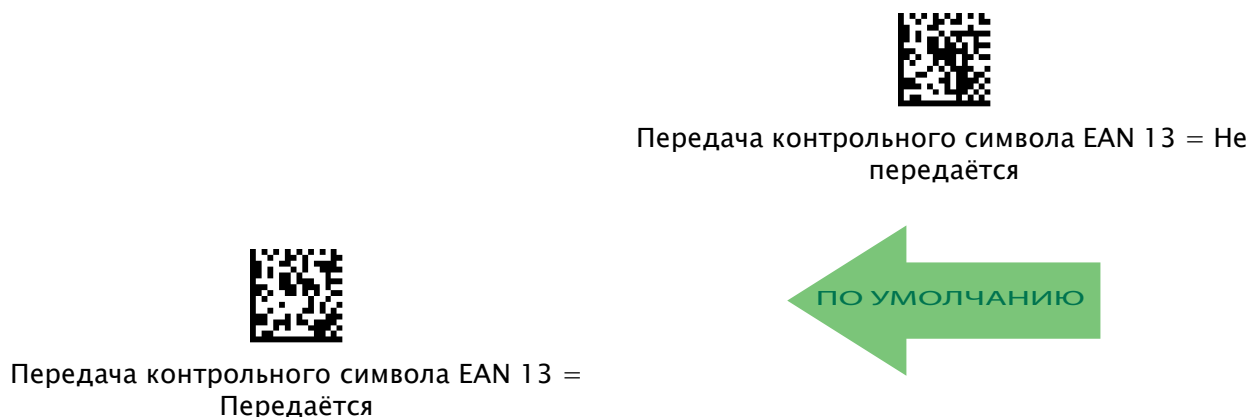 Передача контрольного символа EAN 13 = Не
передаётся
ПО УМОЛЧАНИЮ
Передача контрольного символа EAN 13 =
Передаётся